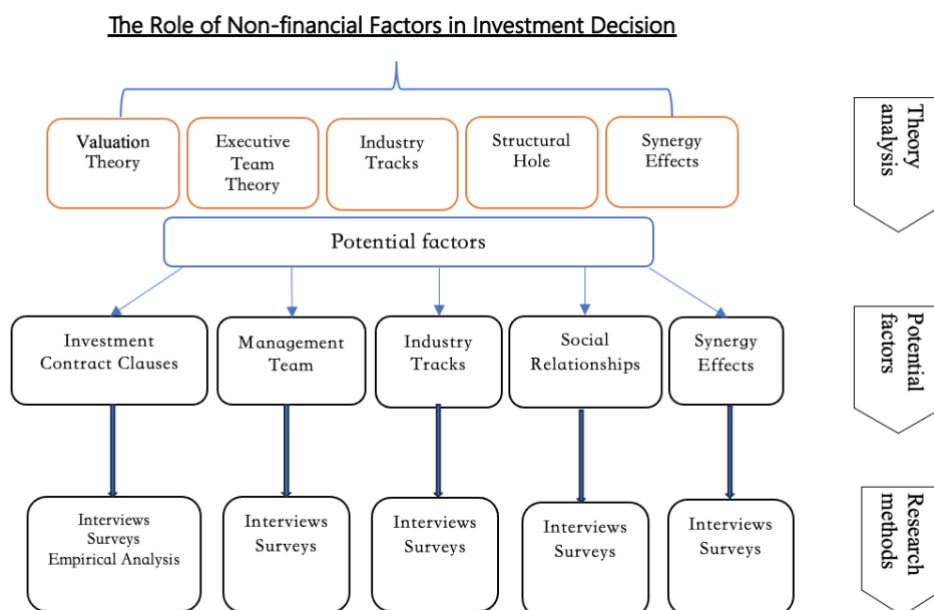 The Role of Non-financial Factors in Investment Decision
Valuation
Theory
Executive
Team
Theory
Industry
Tracks
Structural
Hole
Synergy
Effects
Theory
analysis
Potential factors
Investment
Contract Clauses
Management
Team
Industry
Tracks
Social
Relationships
Synergy
Effects
Potential
factors
Interviews
Surveys
Empirical Analysis
Interviews
Surveys
Interviews
Surveys
Interviews
Surveys
Interviews
Surveys
Research
methods